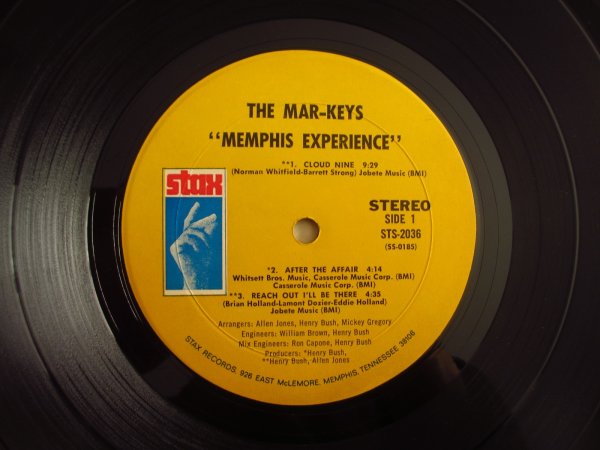 THE MAR-KEYS
"MEMPHIS EXPERIENCE"
**1. CLOUD NINE 9:29
(Norman Whitfield-Barrett Strong) Jobete Music (BMI)
stax
STEREO
SIDE 1
STS-2036
(SS-0185)
*2. AFTER THE AFFAIR 4:14
Whitsett Bros. Music, Casserole Music Corp. (BMI)
Casserole Music Corp. (BMI)
**3. REACH OUT I'LL BE THERE 4:35
(Brian Holland-Lamont Dozier-Eddie Holland)
Jobete Music (BMI)
Arrangers: Allen Jones, Henry Bush, Mickey Gregory
Engineers: William Brown, Henry Bush
Mix Engineers: Ron Capone, Henry Bush
Producers: *Henry Bush,
**Henry Bush, Allen Jones
STAX RECORDS, 926 EAST McLEMORE, MEMPHIS, TENNESSEE 38106